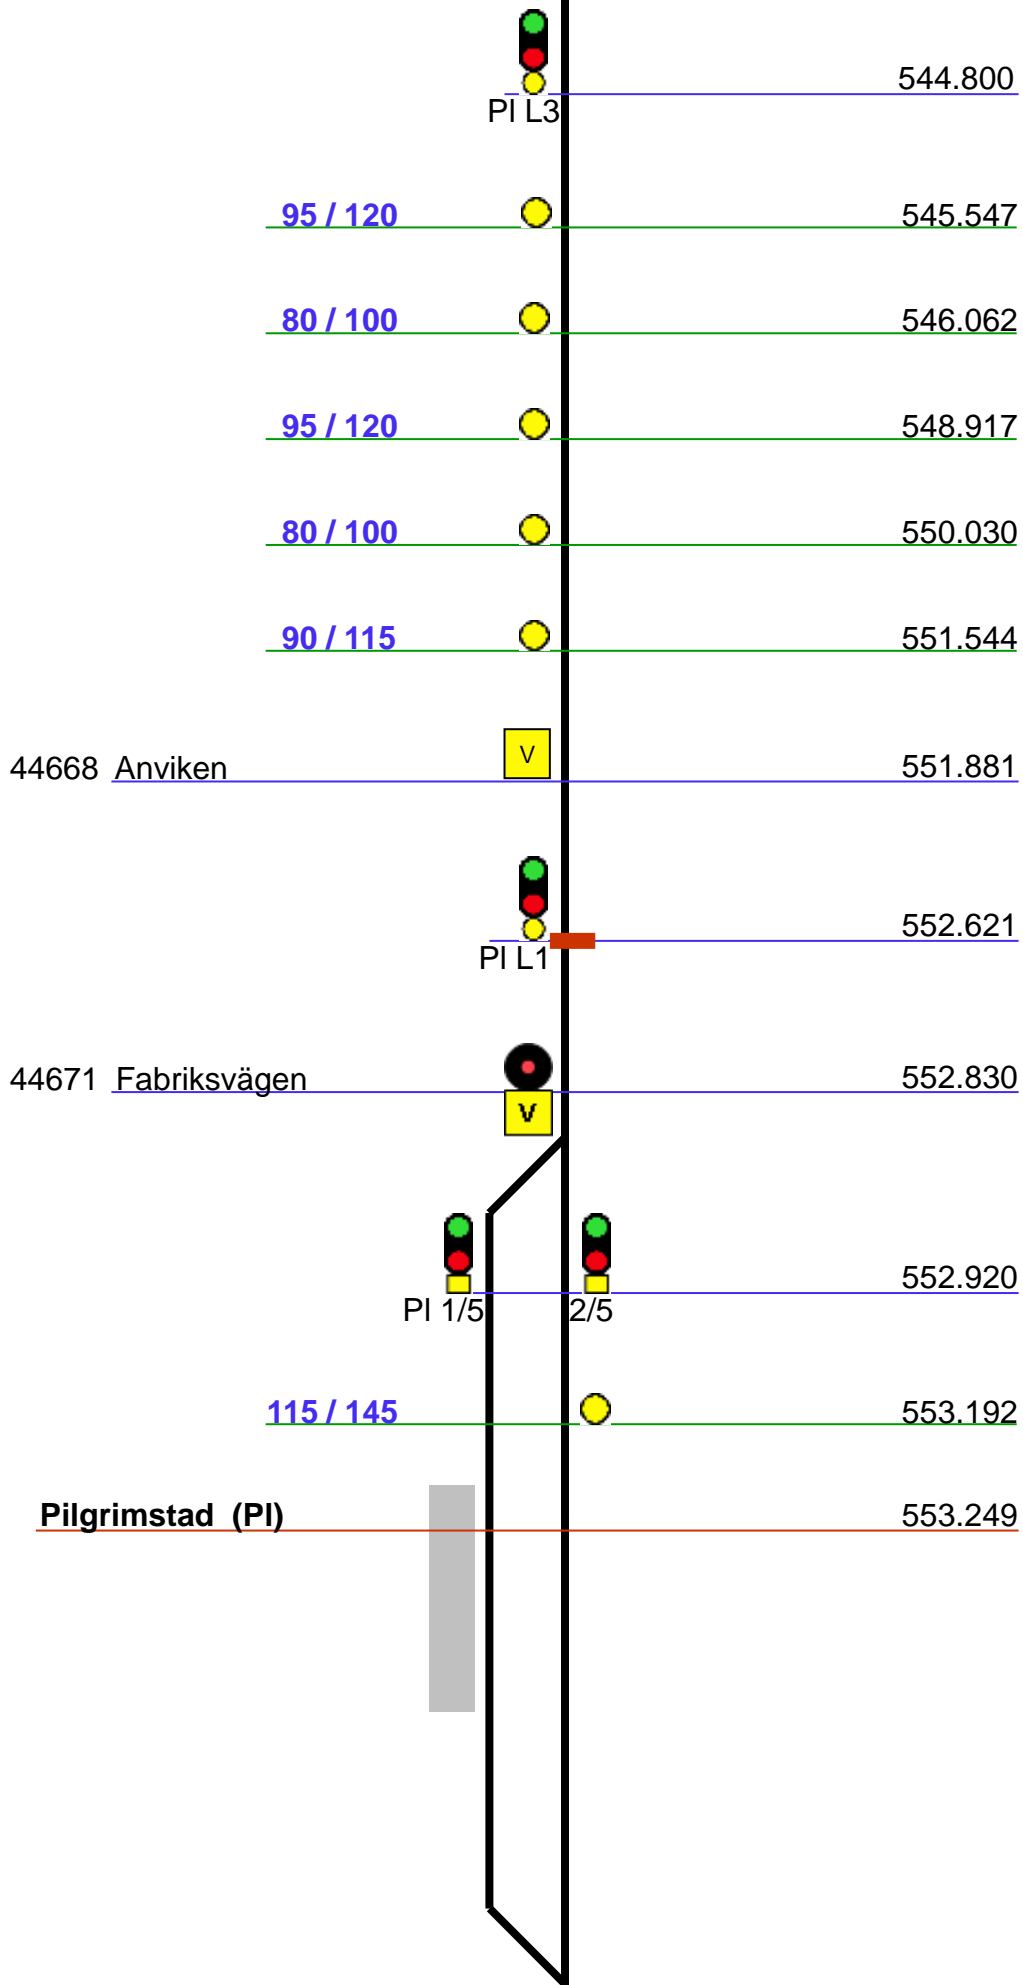 544.800
Pl L3
95 / 120 545.547
80 / 100 546.062
95 / 120 548.917
80 / 100 550.030
90 / 115 551.544
V
44668 Anviken 551.881
552.621
Pl L1
44671 Fabriksvägen 552.830
V
552.920
Pl 1/5 2/5
115 / 145 553.192
Pilgrimstad (Pl) 553.249